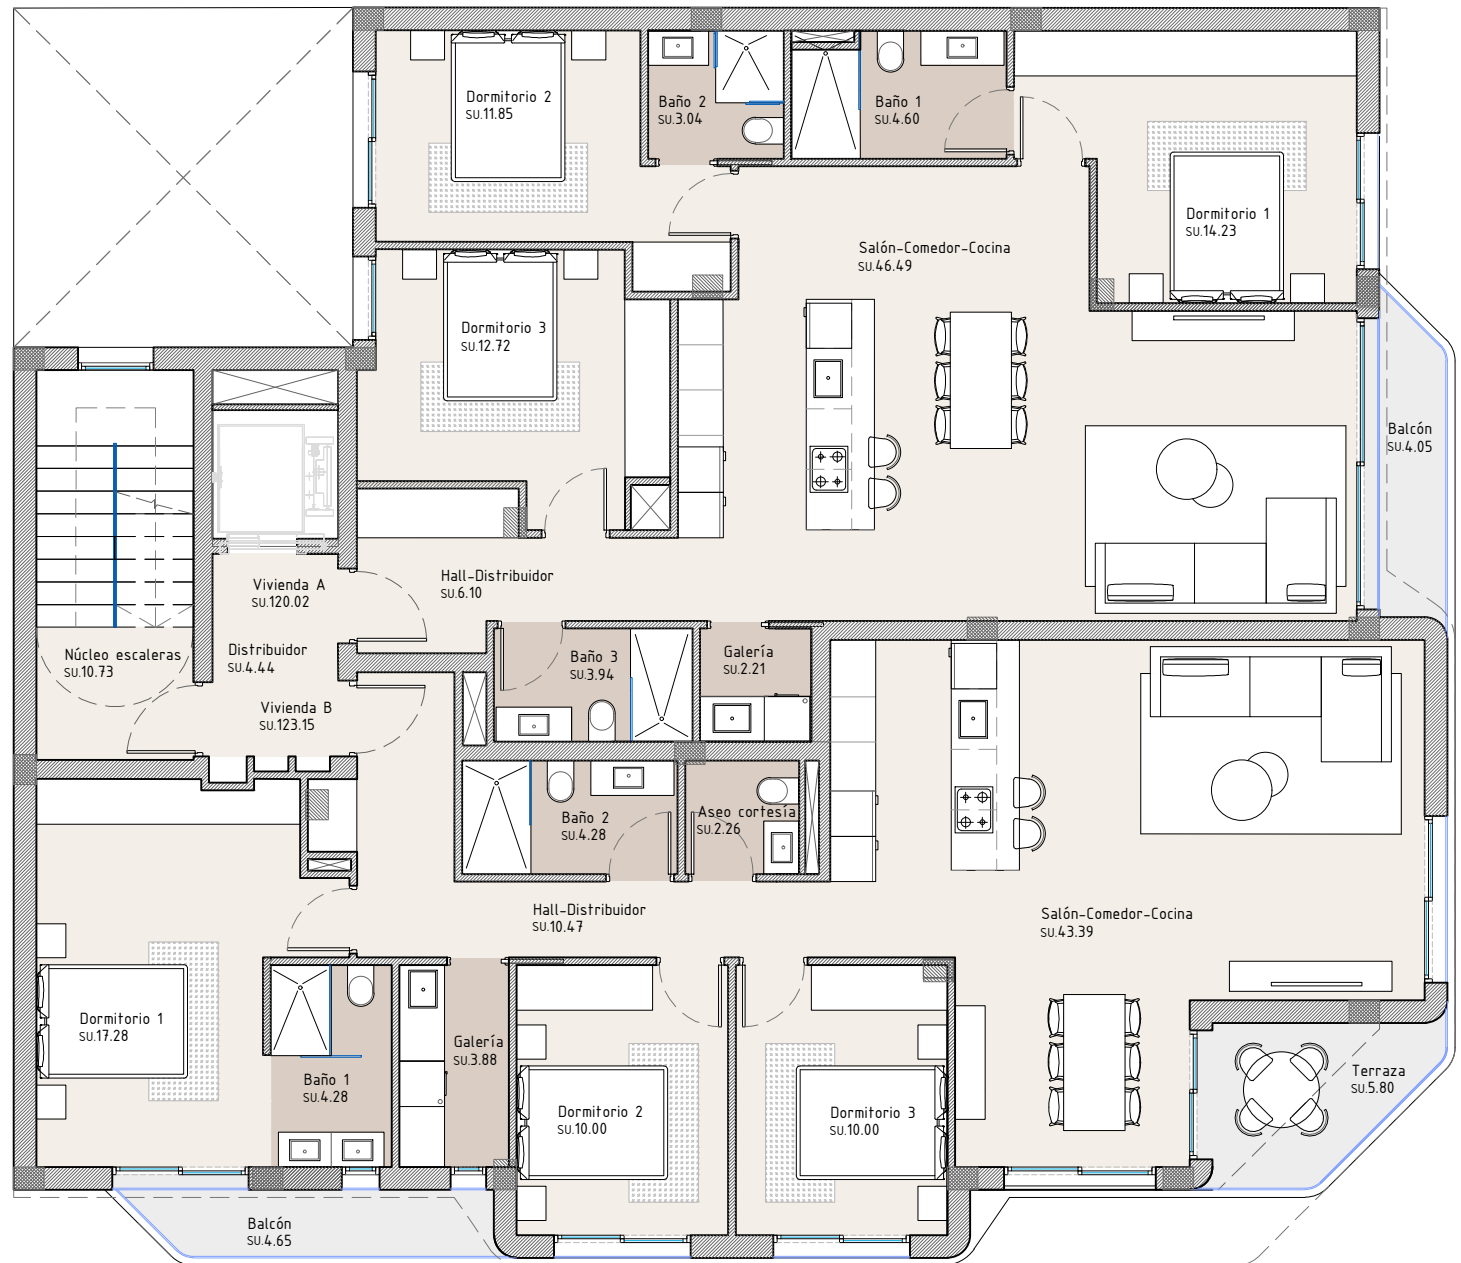 Dormitorio 2
SU.11.85
Baño 2
SU.3.04
Baño 1
SU.4.60
Dormitorio 1
SU.14.23
Salón-Comedor-Cocina
SU.46.49
Dormitorio 3
SU.12.72
Balcón
SU.4.05
Hall-Distribuidor
SU.6.10
Vivienda A
SU.120.02
Núcleo escaleras
SU.10.73
Distribuidor
SU.4.44
Baño 3
SU.3.94
Galería
SU.2.21
Vivienda B
SU.123.15
Baño 2
SU.4.28
Aseo cortesía
SU.2.26
Hall-Distribuidor
SU.10.47
Salón-Comedor-Cocina
SU.43.39
Dormitorio 1
SU.17.28
Baño 1
SU.4.28
Galería
SU.3.88
Dormitorio 2
SU.10.00
Dormitorio 3
SU.10.00
Terraza
SU.5.80
Balcón
SU.4.65